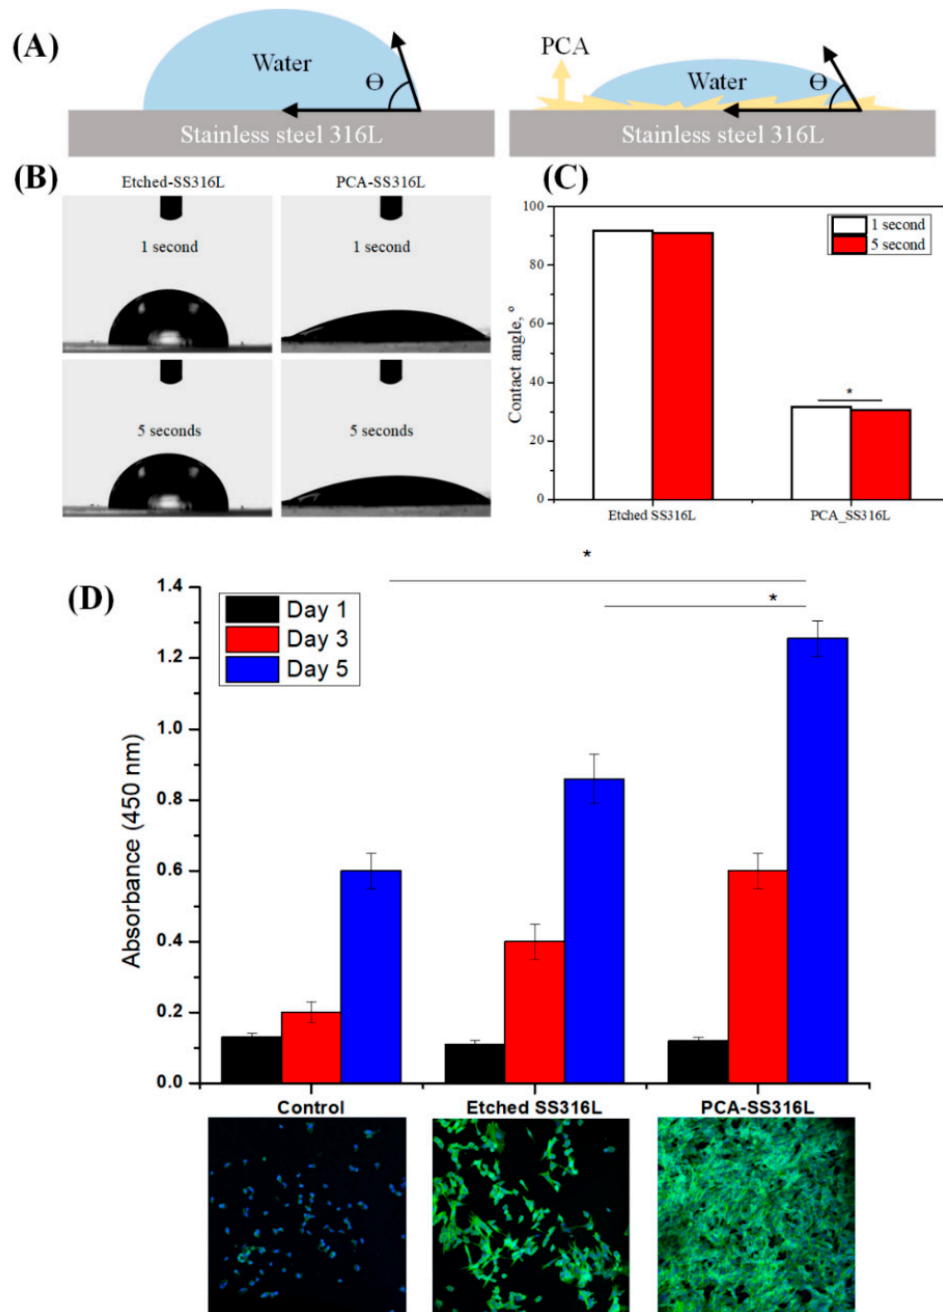 (A)
Water
Θ
Stainless steel 316L
PCA
Water
Θ
Stainless steel 316L
(B)
Etched-SS316L
PCA-SS316L
1 second
1 second
5 seconds
5 seconds
(C)
100
80
60
40
20
0
Contact angle, °
1 second
5 second
*
Etched SS316L
PCA_SS316L
(D)
*
*
1.4
1.2
1.0
0.8
0.6
0.4
0.2
0.0
Absorbance (450 nm)
Day 1
Day 3
Day 5
Control
Etched SS316L
PCA-SS316L